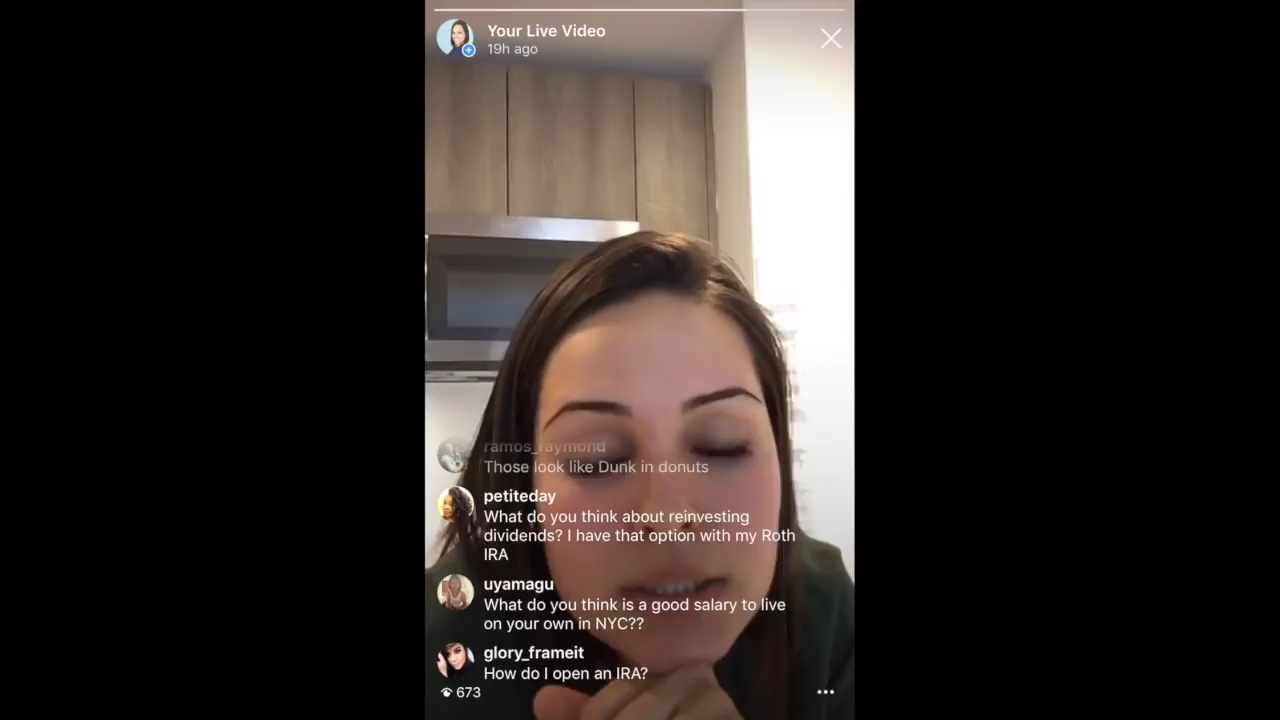 Your Live Video
19h ago
ramos_raymond
Those look like Dunk in donuts
petiteday
What do you think about reinvesting
dividends? I have that option with my Roth
IRA
uyamagu
What do you think is a good salary to live
on your own in NYC??
glory_frameit
How do I open an IRA?
673